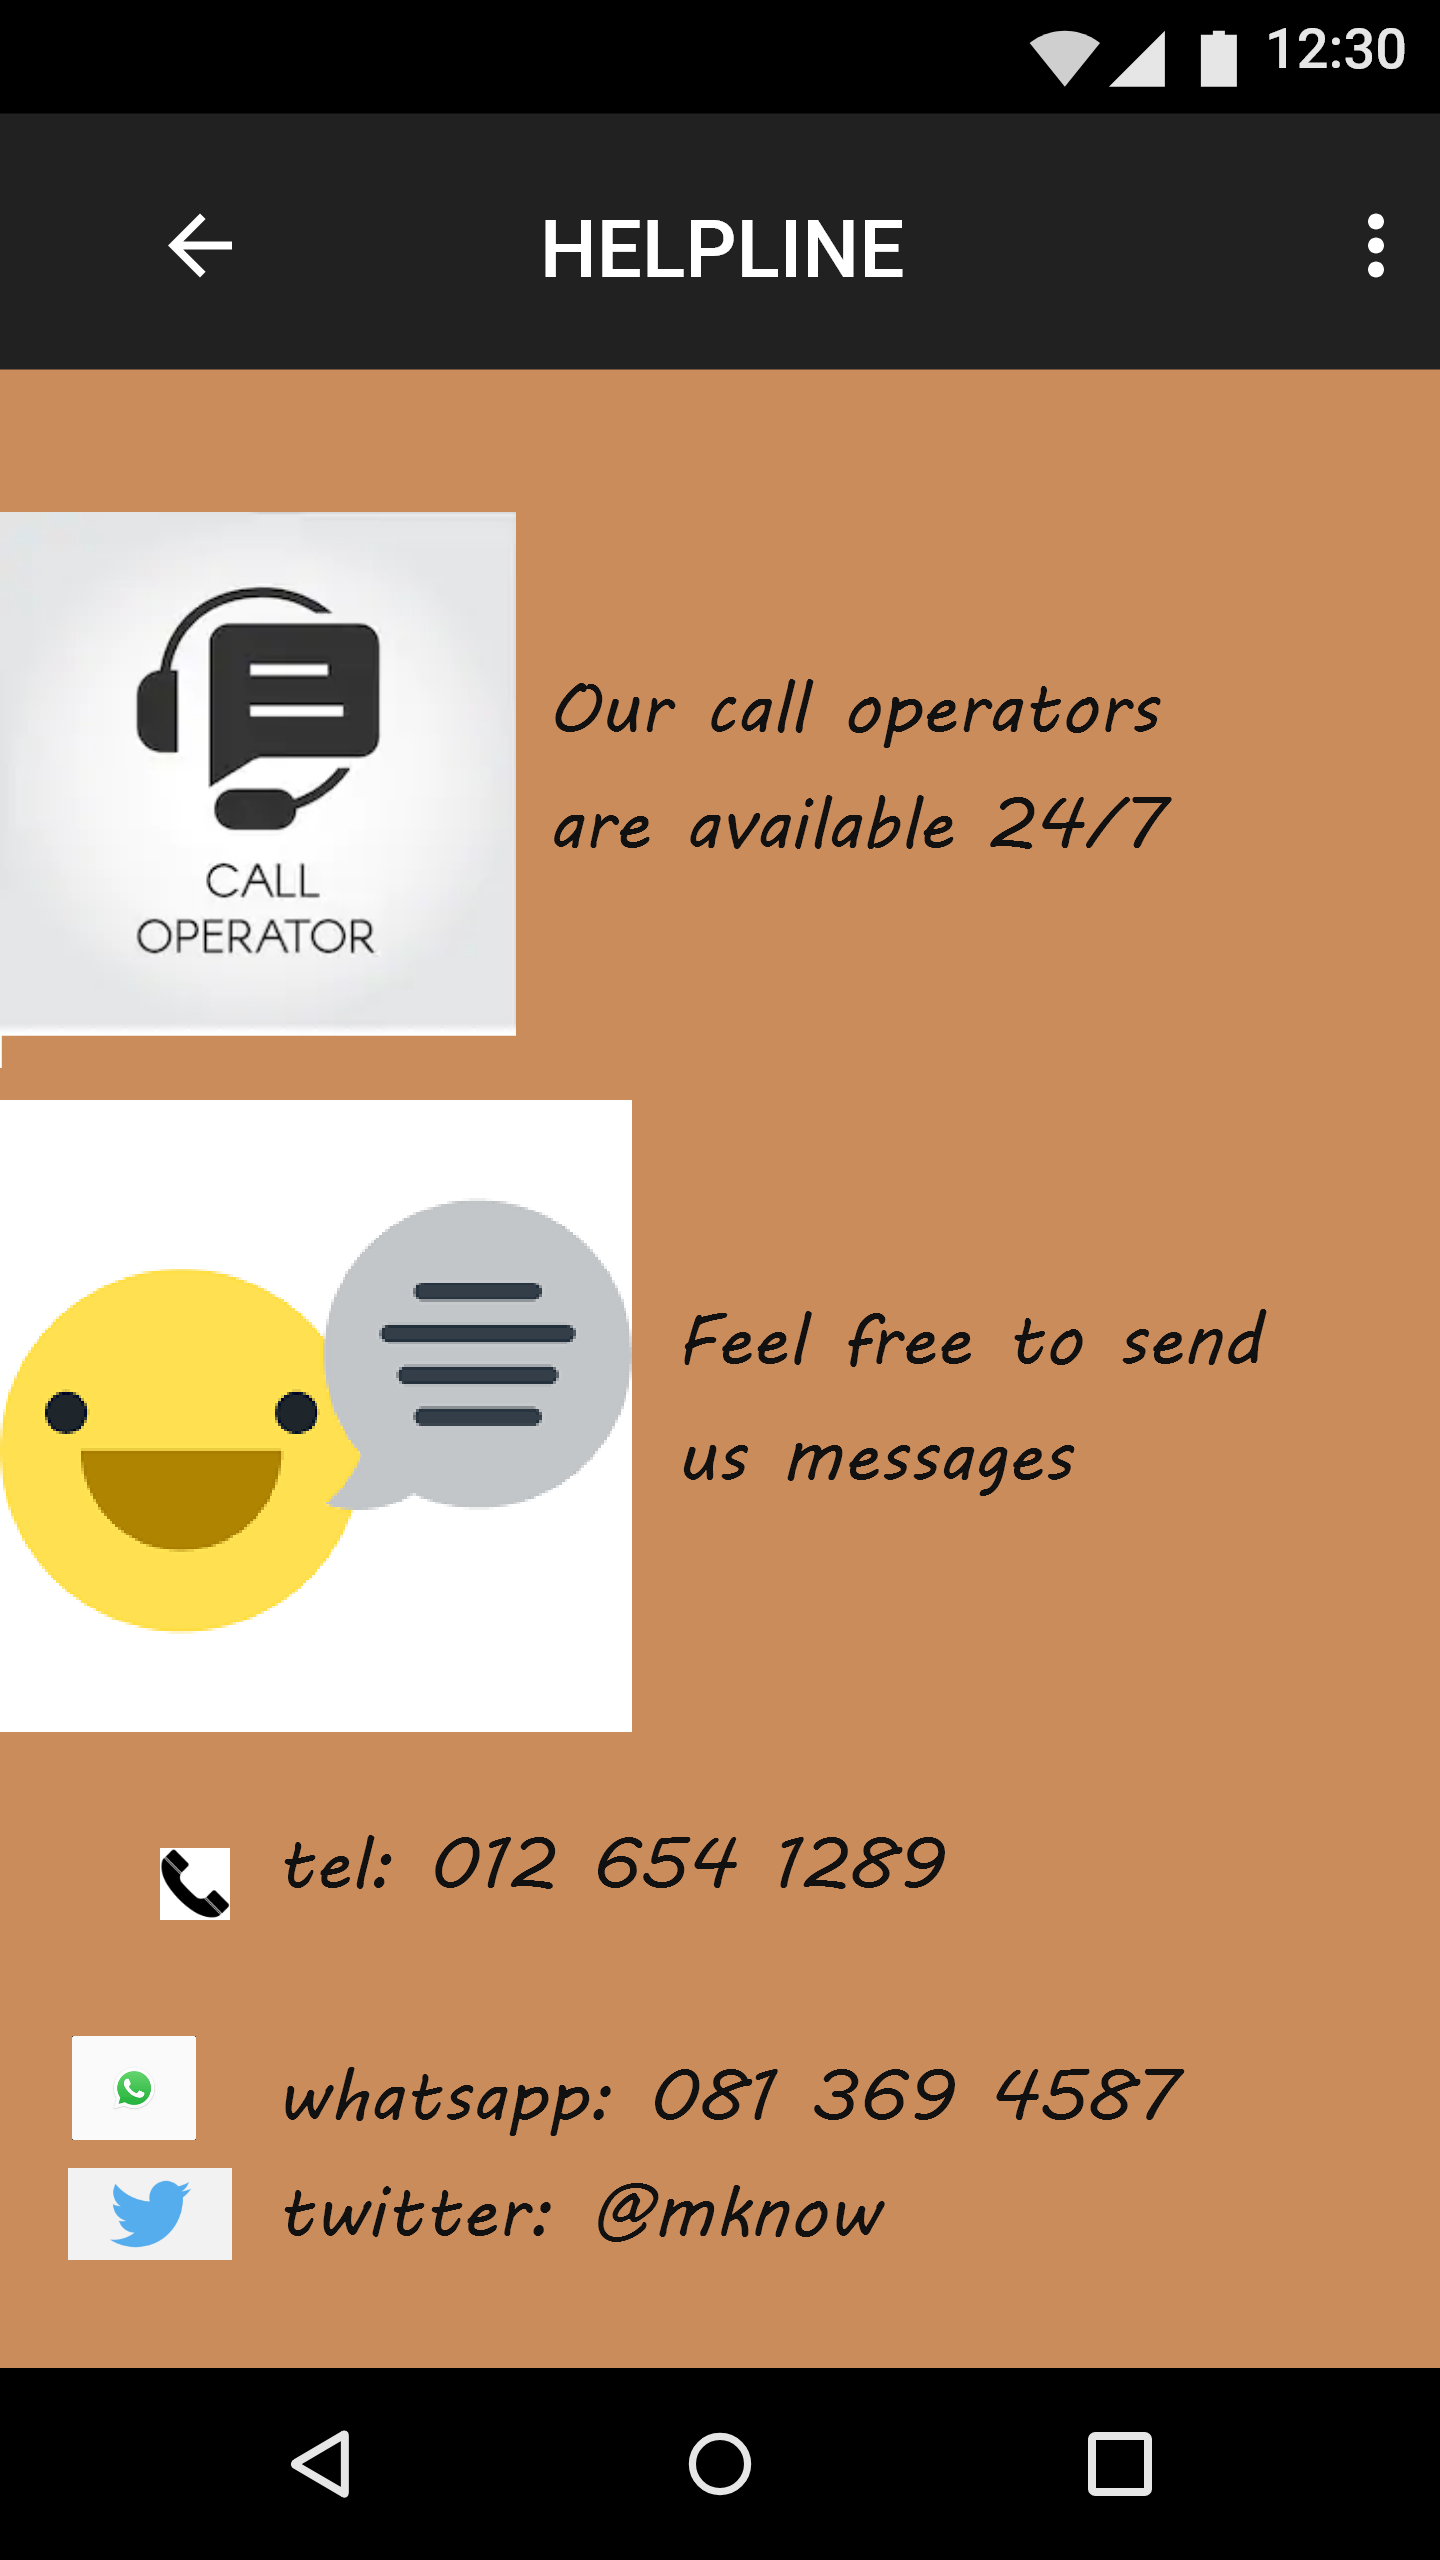 12:30
HELPLINE
CALL
OPERATOR
Our call operators
are available 24/7
Feel free to send
us messages
tel: 012 654 1289
whatsapp: 081 369 4587
twitter: @mknow